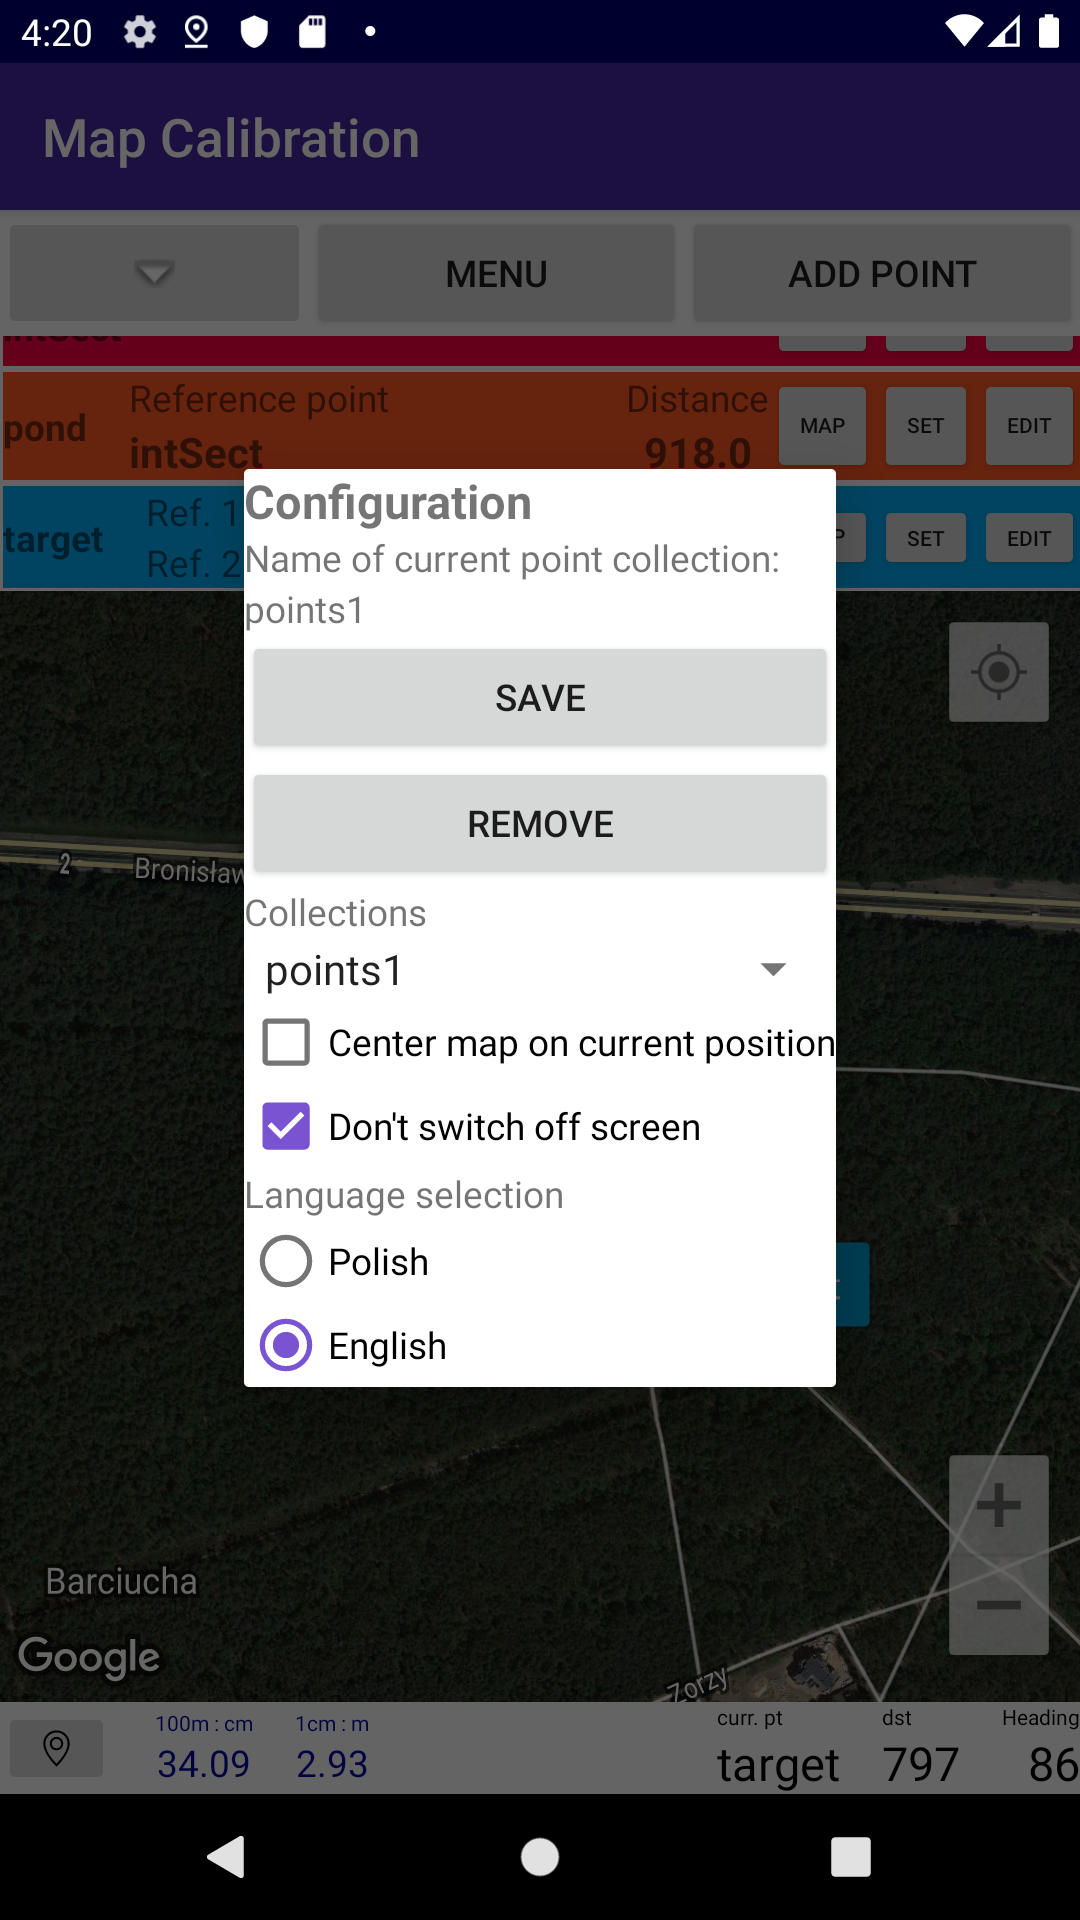 4:20
Map Calibration
MENU
ADD POINT
intSect
pond
Reference point
intSect
Distance
918.0
MAP
SET
EDIT
target
Ref. 1
Ref. 2
SET
EDIT
Configuration
Name of current point collection:
points1
SAVE
REMOVE
Collections
points1
Center map on current position
Don't switch off screen
Language selection
Polish
English
2
Bronisław
Barciucha
Google
Zorzy
100m : cm
34.09
1cm : m
2.93
curr. pt
target
dst
797
Heading
86